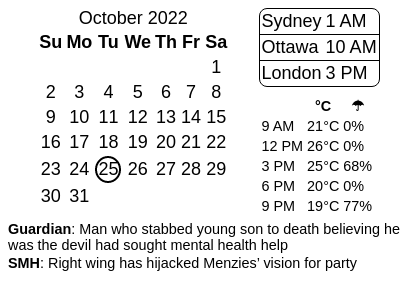 October 2022
Su Mo Tu We Th Fr Sa
1
2 3 4 5 6 7 8
9 10 11 12 13 14 15
16 17 18 19 20 21 22
23 24 25 26 27 28 29
30 31
Sydney 1 AM
Ottawa 10 AM
London 3 PM
°C ☂
9 AM 21°C 0%
12 PM 26°C 0%
3 PM 25°C 68%
6 PM 20°C 0%
9 PM 19°C 77%
Guardian: Man who stabbed young son to death believing he
was the devil had sought mental health help
SMH: Right wing has hijacked Menzies’ vision for party